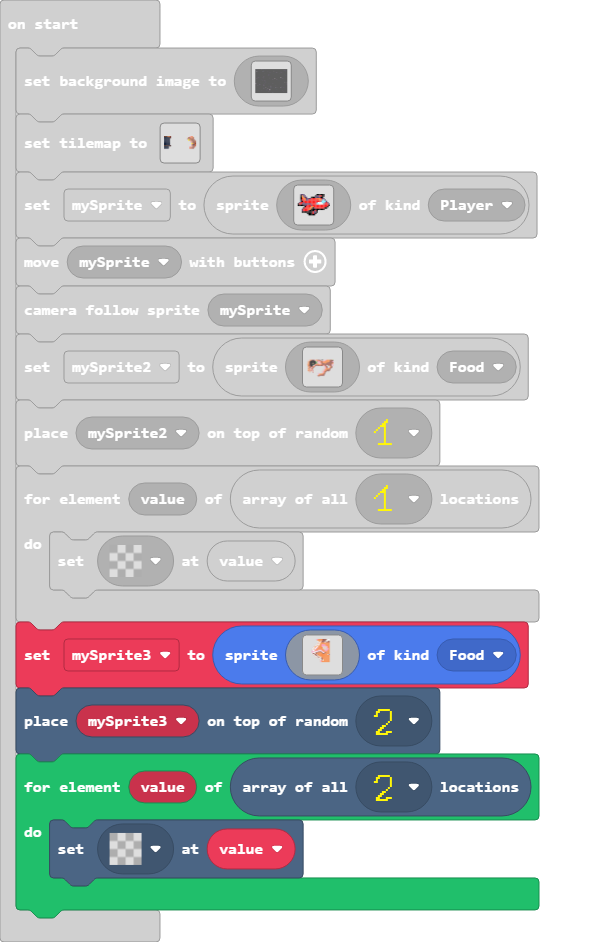 on start
set background image to
set tilemap to
set mySprite to sprite of kind Player
move mySprite with buttons
camera follow sprite mySprite
set mySprite2 to sprite of kind Food
place mySprite2 on top of random 1
for element value of array of all 1 locations
do
set at value
set mySprite3 to sprite of kind Food
place mySprite3 on top of random 2
for element value of array of all 2 locations
do
set at value